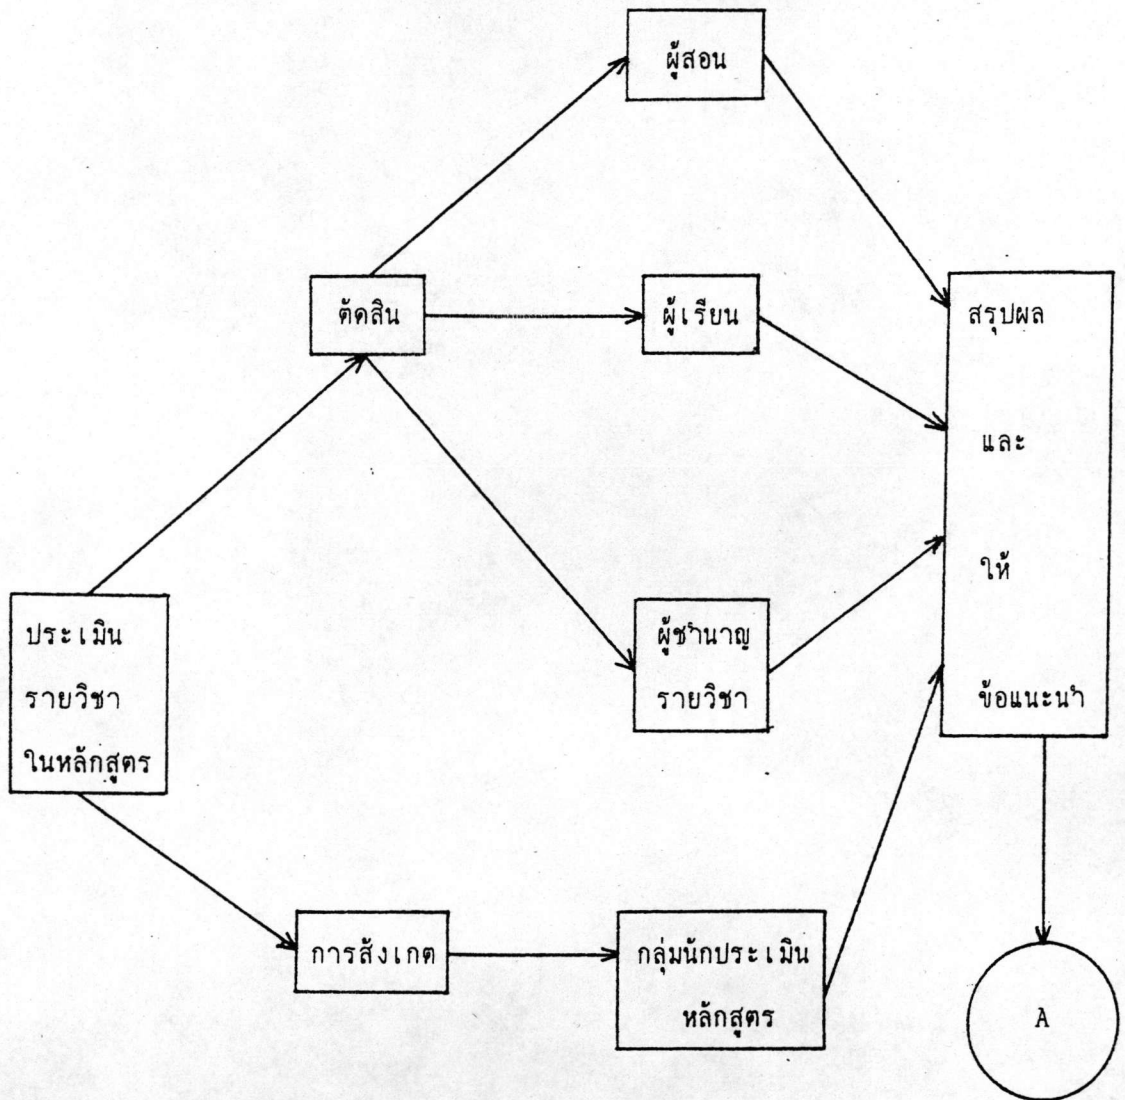 ผู้สอน
ตัดสิน
ผู้เรียน
สรุปผล
และ
ให้
ข้อแนะนำ
ประเมิน
รายวิชา
ในหลักสูตร
ผู้ชำนาญ
รายวิชา
การสังเกต
กลุ่มนักประเมิน
หลักสูตร
A